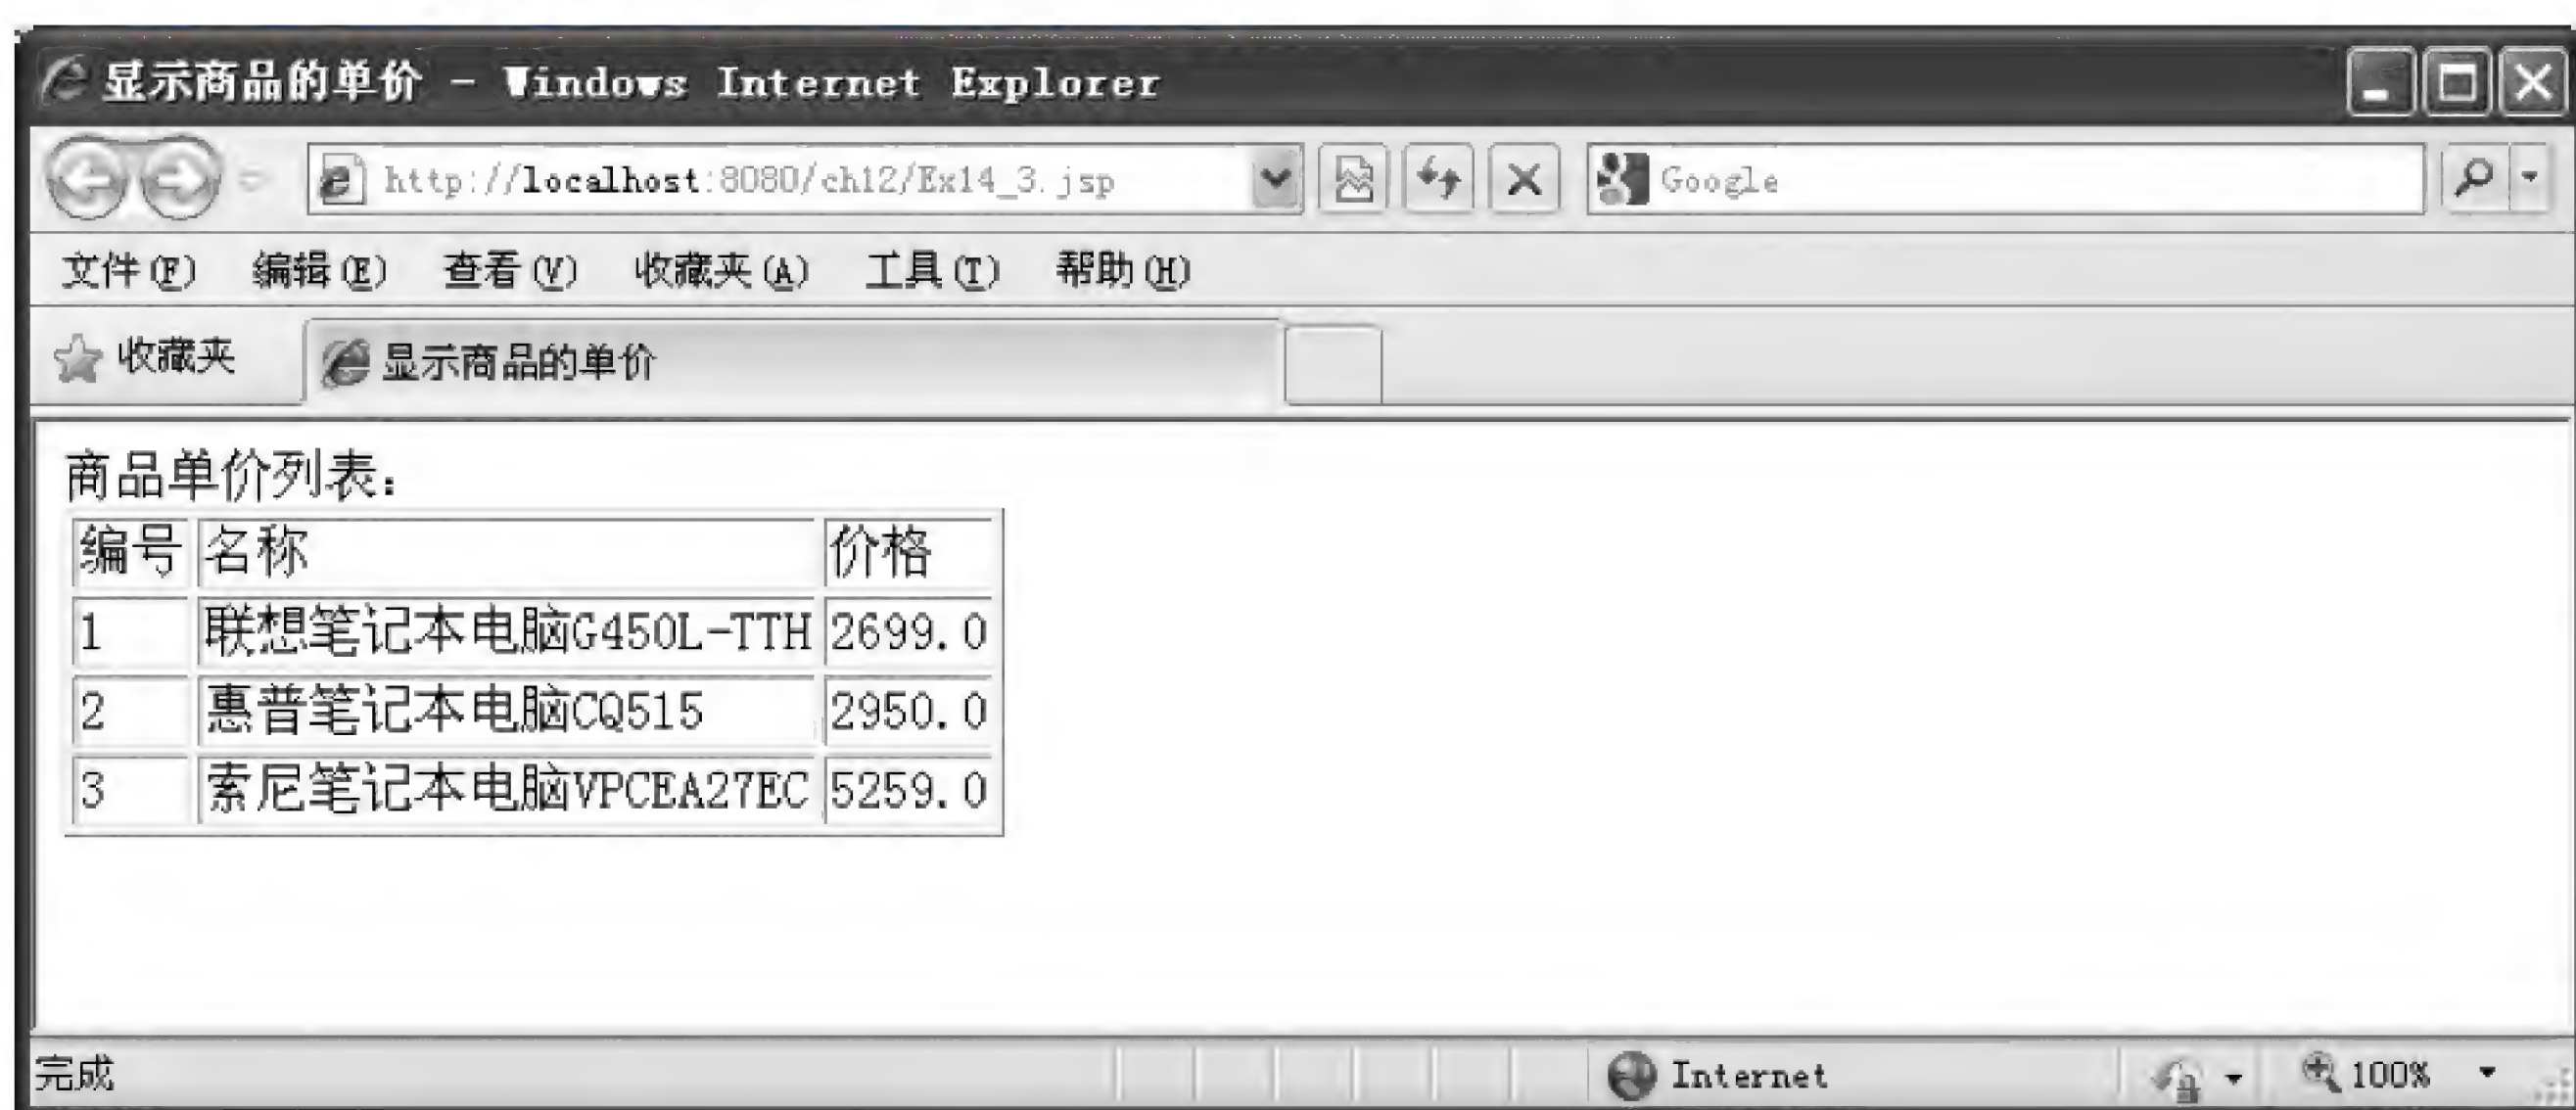 显示商品的单价 - Windows Internet Explorer
http://localhost:8080/ch12/Ex14_3.jsp Google
文件(F) 编辑(E) 查看(V) 收藏夹(A) 工具(T) 帮助(H)
收藏夹 显示商品的单价
商品单价列表：
编号 名称 价格
1 联想笔记本电脑G450L-TTH 2699.0
2 惠普笔记本电脑CQ515 2950.0
3 索尼笔记本电脑VPCEA27EC 5259.0
完成 Internet 100%